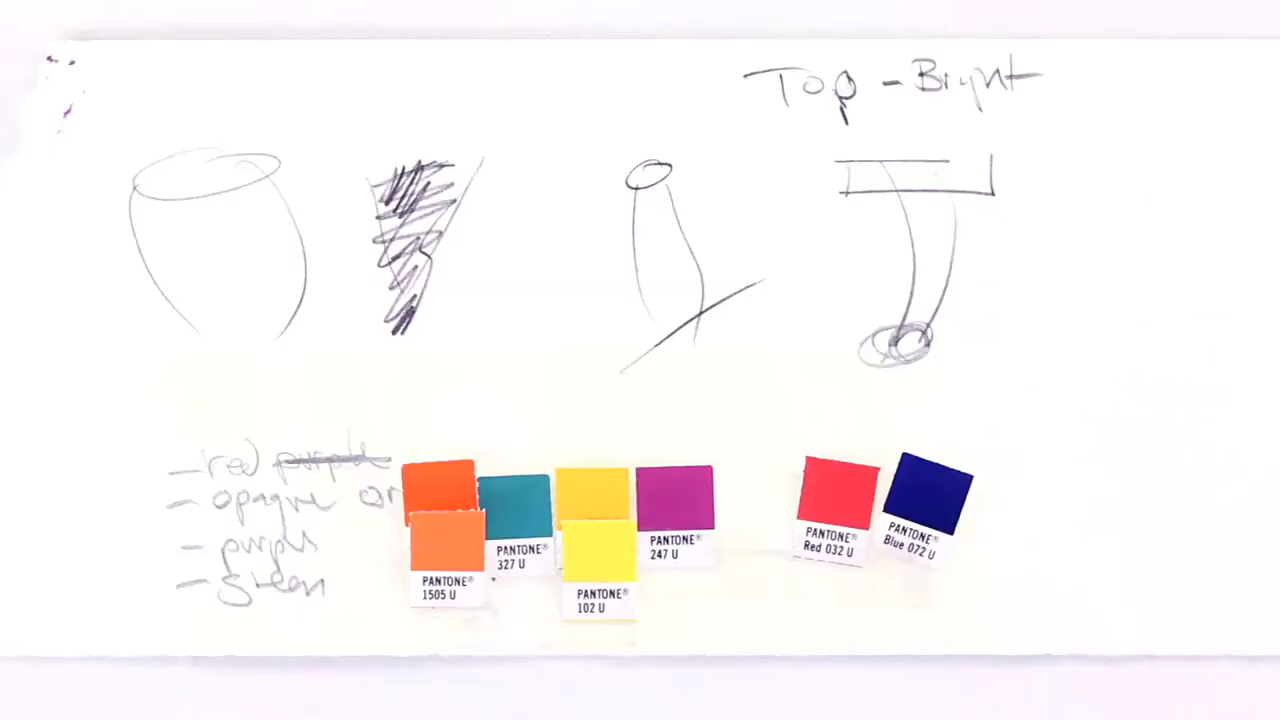 Top - Bright
- red purple
- opaque or
- purple
- green
PANTONE®
1505 U
PANTONE®
327 U
PANTONE®
102 U
PANTONE®
247 U
PANTONE®
Red 032 U
PANTONE®
Blue 072 U